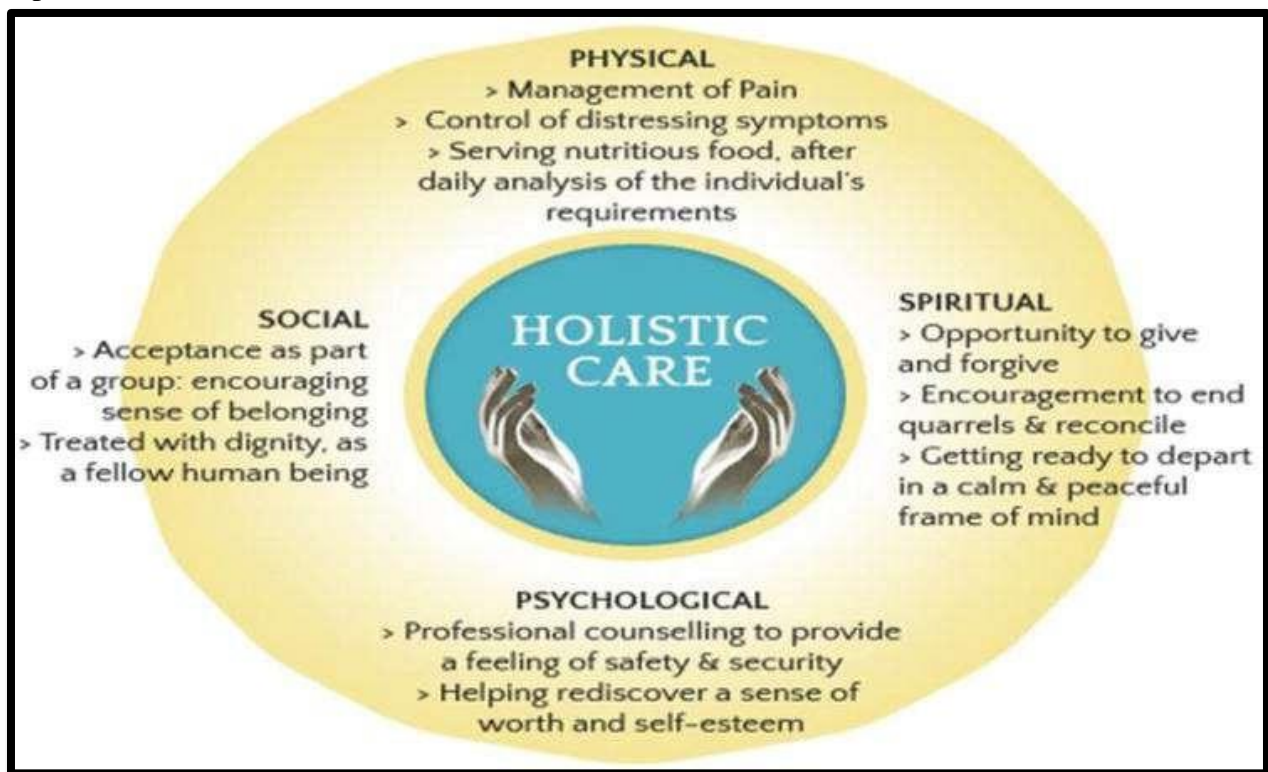 PHYSICAL
> Management of Pain
> Control of distressing symptoms
> Serving nutritious food, after
daily analysis of the individual's
requirements
HOLISTIC
CARE
SOCIAL
> Acceptance as part
of a group: encouraging
sense of belonging
> Treated with dignity, as
a fellow human being
SPIRITUAL
> Opportunity to give
and forgive
> Encouragement to end
quarrels & reconcile
> Getting ready to depart
in a calm & peaceful
frame of mind
PSYCHOLOGICAL
> Professional counselling to provide
a feeling of safety & security
> Helping rediscover a sense of
worth and self-esteem